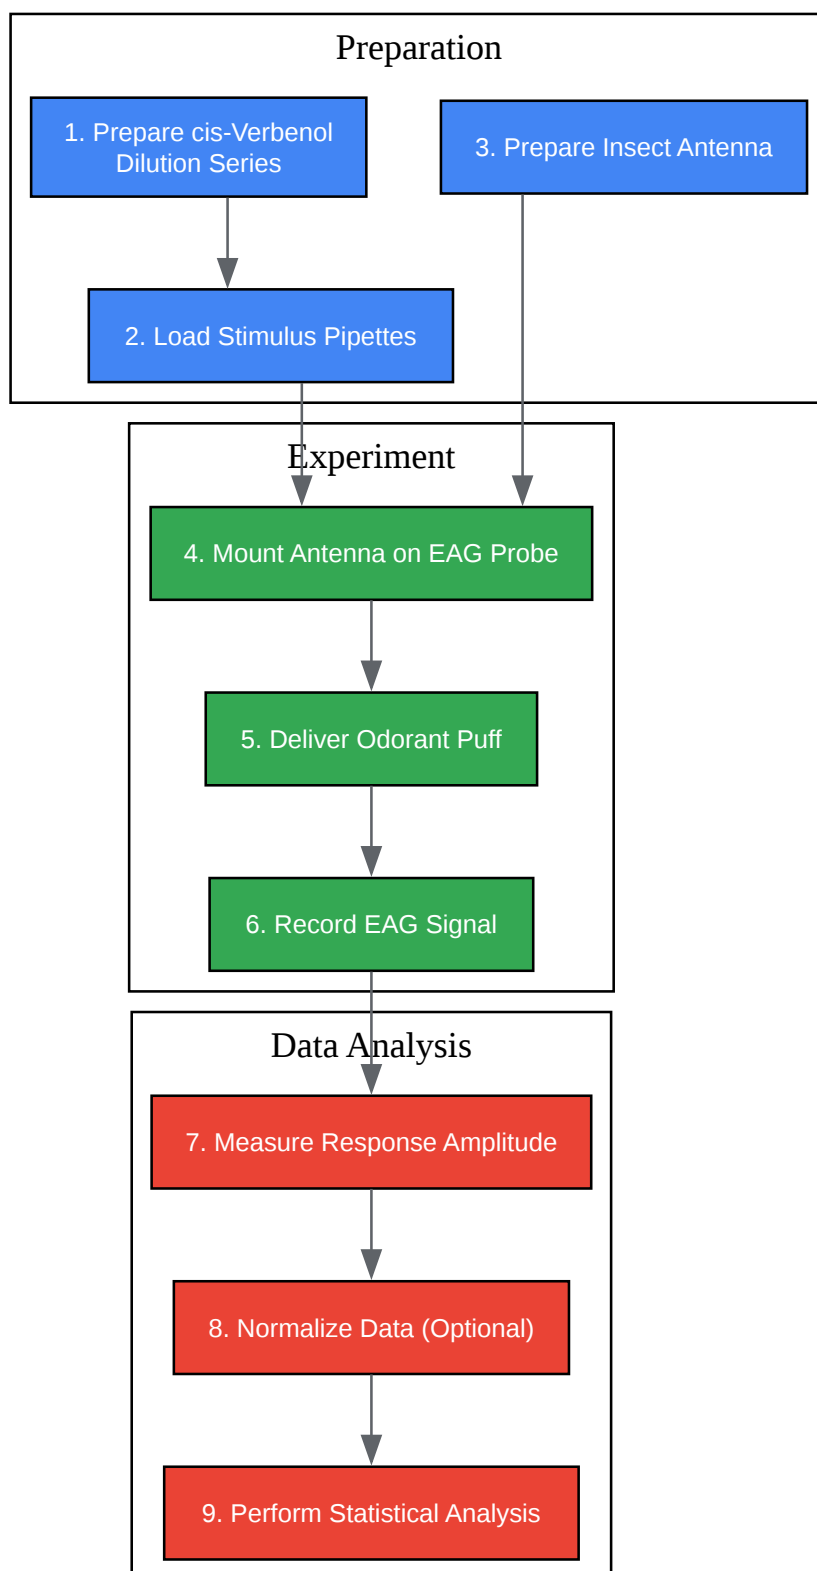 Preparation
1. Prepare cis-Verbenol
Dilution Series
3. Prepare Insect Antenna
2. Load Stimulus Pipettes
Experiment
4. Mount Antenna on EAG Probe
5. Deliver Odorant Puff
6. Record EAG Signal
Data Analysis
7. Measure Response Amplitude
8. Normalize Data (Optional)
9. Perform Statistical Analysis